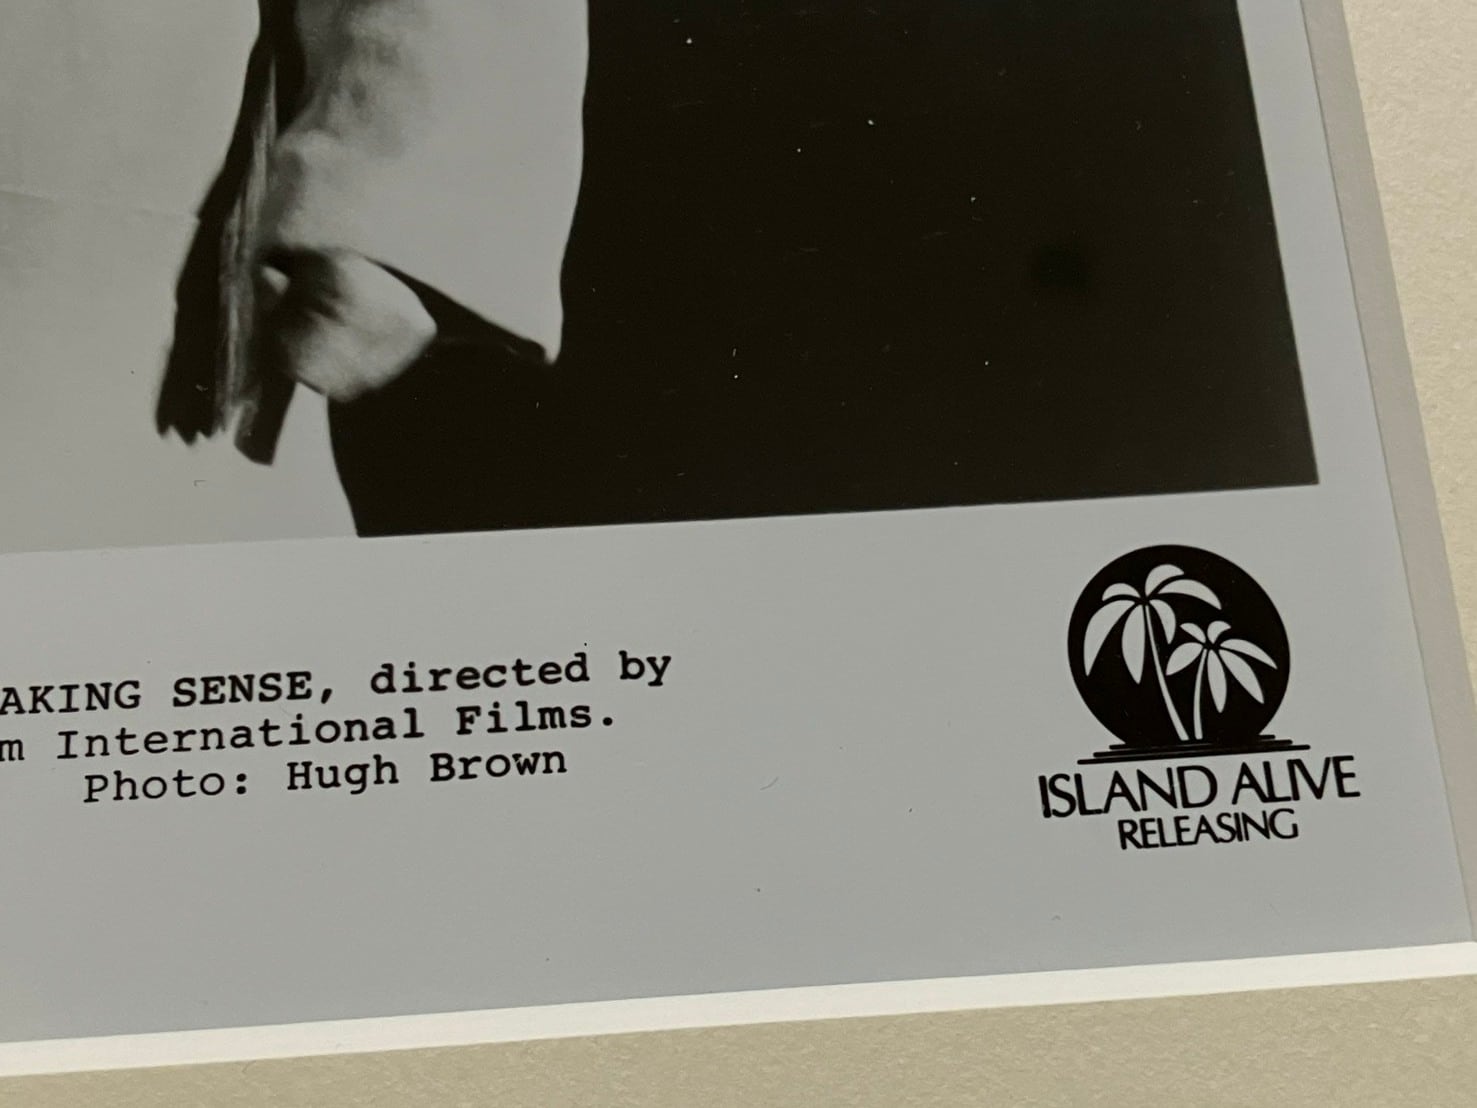 AKING SENSE, directed by
m International Films.
Photo: Hugh Brown
ISLAND ALIVE
RELEASING